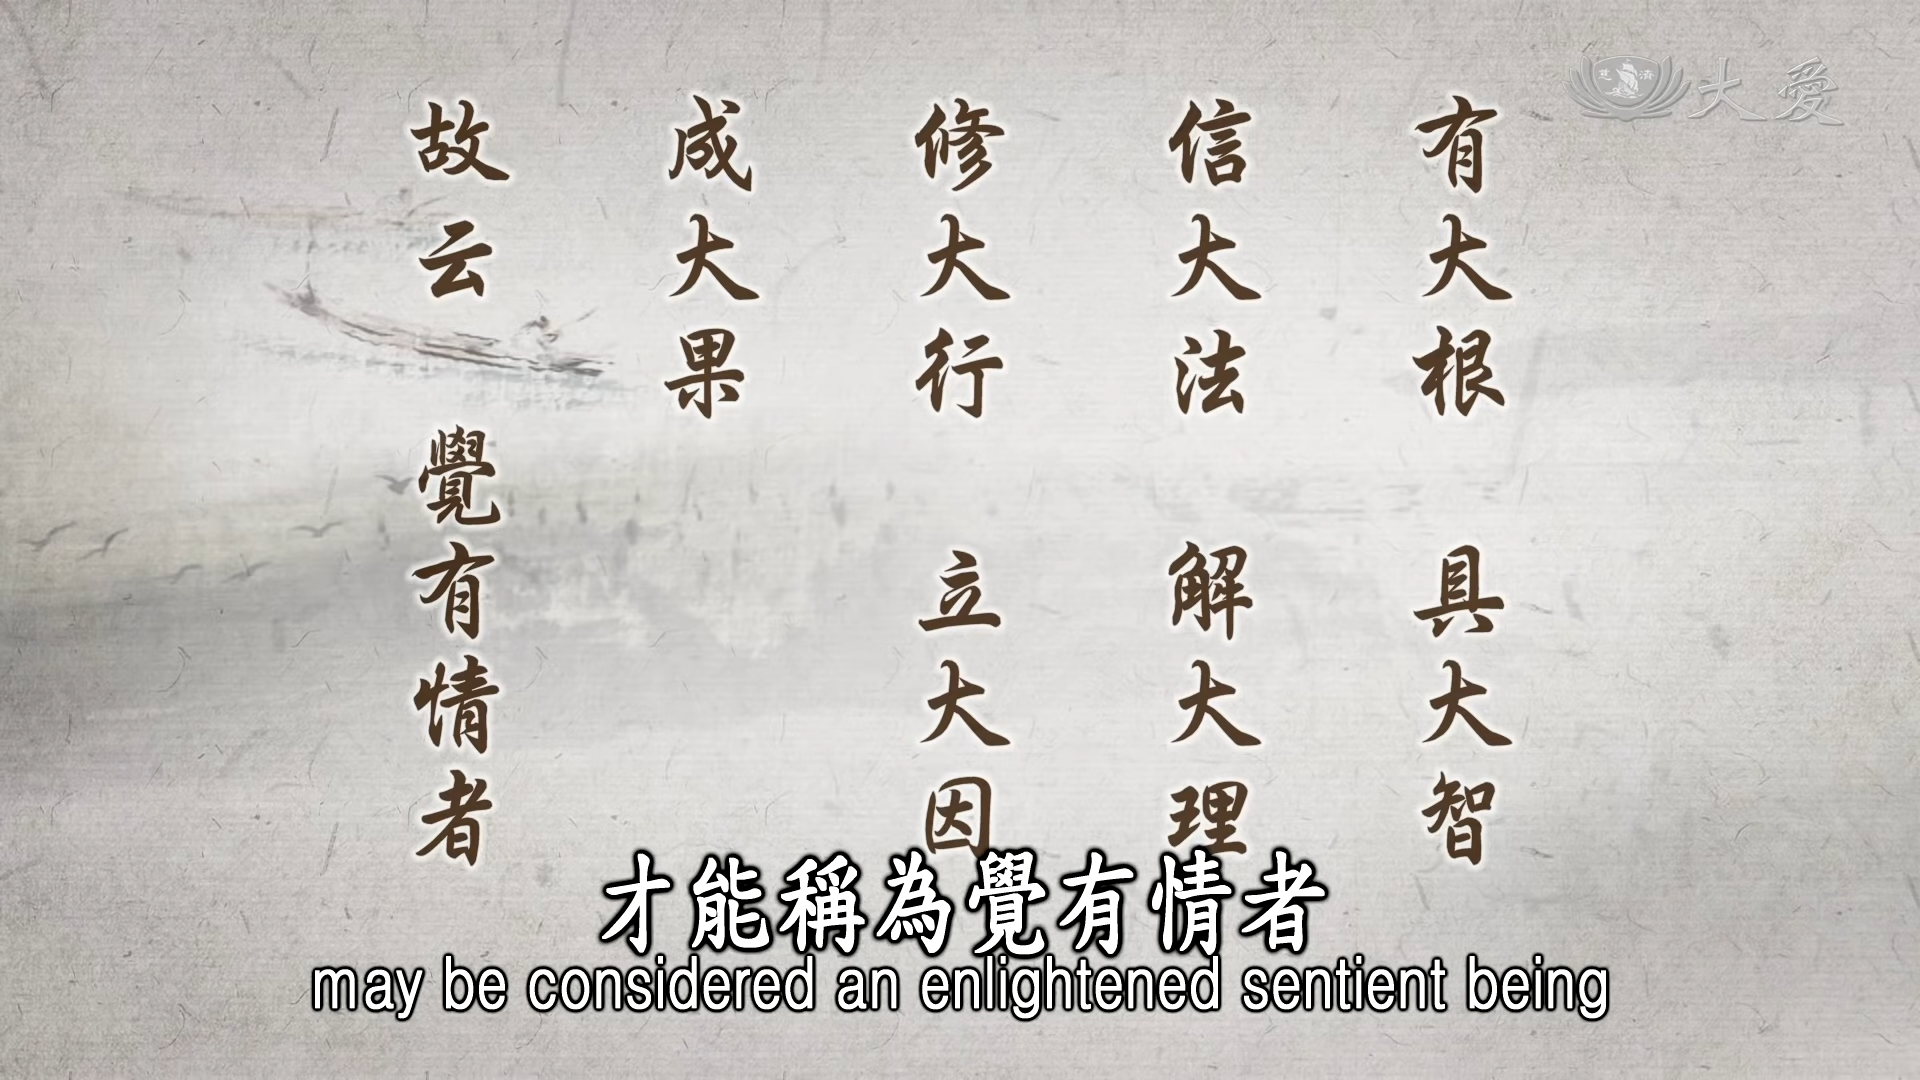 大愛
慈濟
有大根 具大智
信大法 解大理
修大行 立大因
成大果
故云 覺有情者
才能稱為覺有情者
may be considered an enlightened sentient being